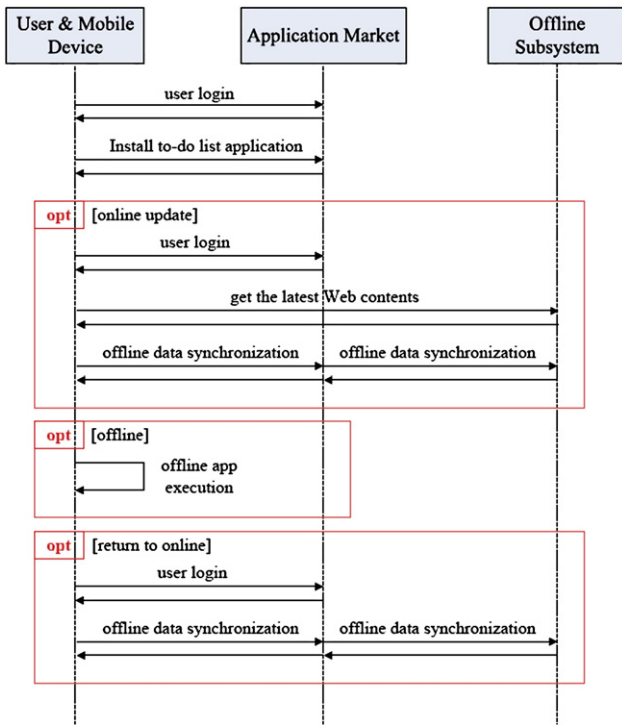 User & Mobile
Device
Application Market
Offline
Subsystem
user login
Install to-do list application
opt [online update]
user login
get the latest Web contents
offline data synchronization offline data synchronization
opt [offline]
offline app
execution
opt [return to online]
user login
offline data synchronization offline data synchronization